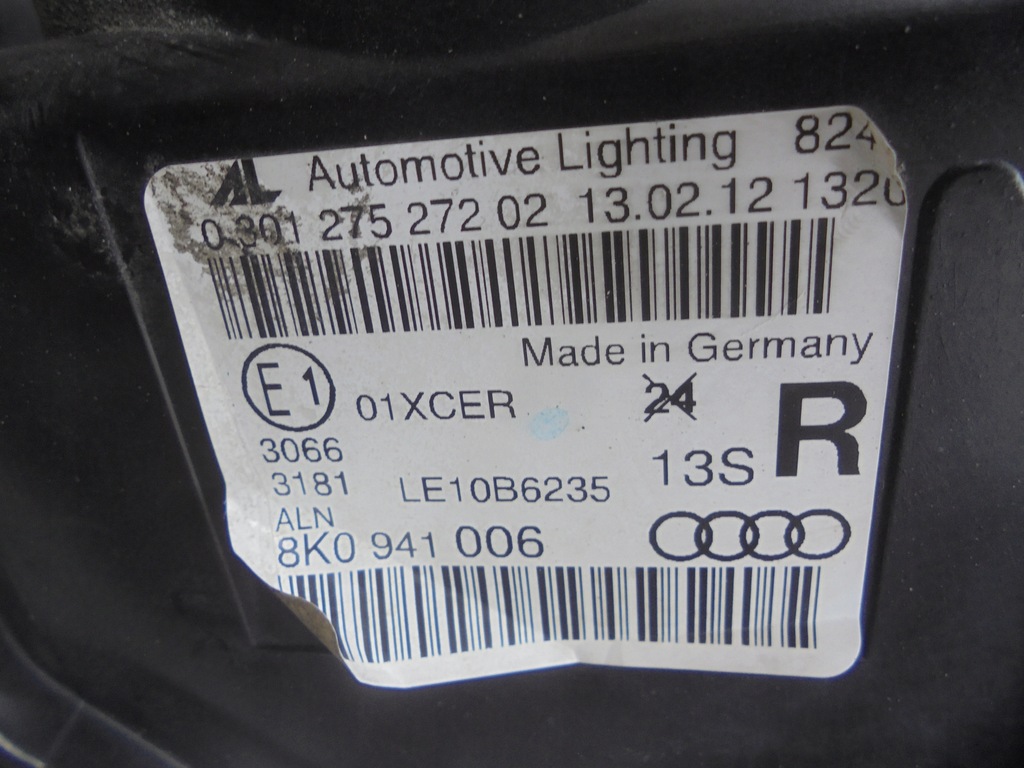 AL Automotive Lighting 824
0 301 275 272 02 13.02.12 1320
Made in Germany
E1 01XCER 24 R
3066 13S
3181 LE10B6235
ALN
8K0 941 006